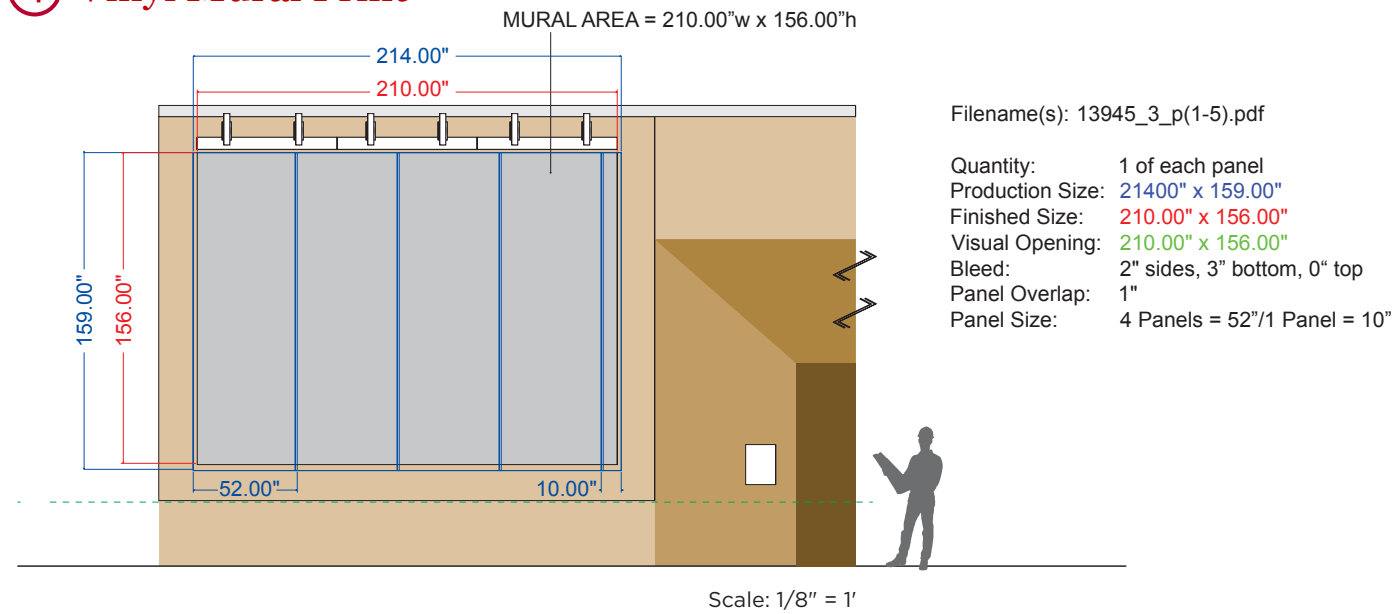 Vinyl Mural Print
MURAL AREA = 210.00”w x 156.00”h
214.00"
210.00"
159.00"
156.00"
52.00"
10.00"
Filename(s): 13945_3_p(1-5).pdf
Quantity: 1 of each panel
Production Size: 21400" x 159.00"
Finished Size: 210.00" x 156.00"
Visual Opening: 210.00" x 156.00"
Bleed: 2" sides, 3” bottom, 0“ top
Panel Overlap: 1"
Panel Size: 4 Panels = 52”/1 Panel = 10”
Scale: 1/8" = 1'